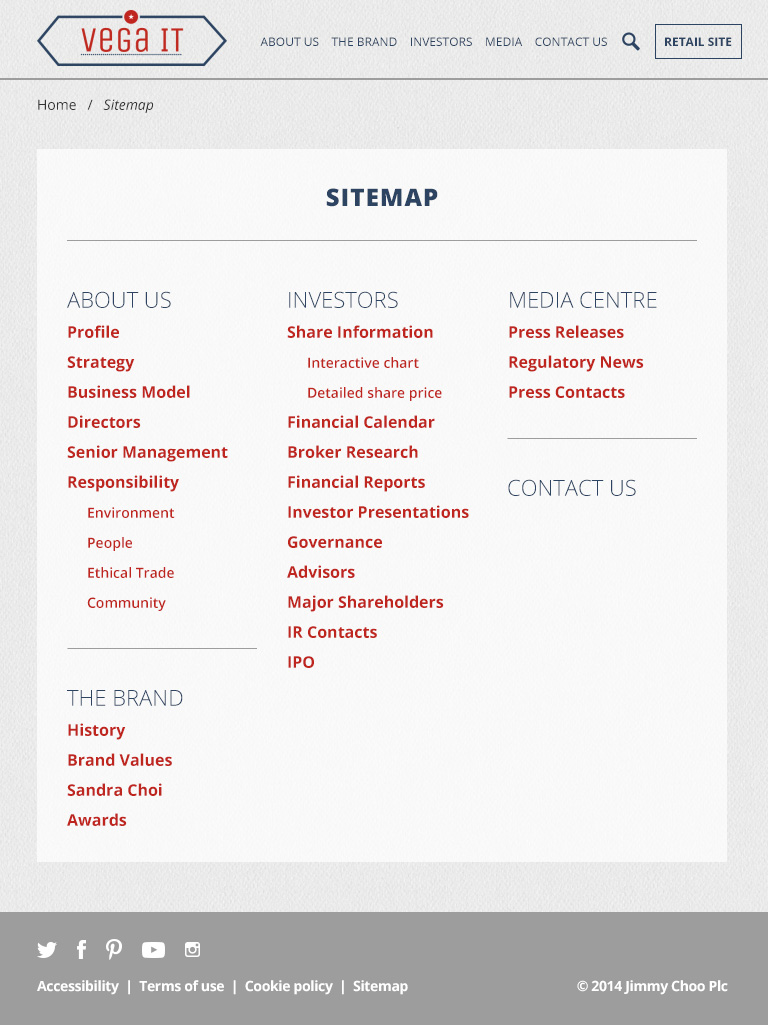 VEGA IT
ABOUT US THE BRAND INVESTORS MEDIA CONTACT US RETAIL SITE
Home / Sitemap
SITEMAP
ABOUT US
Profile
Strategy
Business Model
Directors
Senior Management
Responsibility
Environment
People
Ethical Trade
Community
THE BRAND
History
Brand Values
Sandra Choi
Awards
INVESTORS
Share Information
Interactive chart
Detailed share price
Financial Calendar
Broker Research
Financial Reports
Investor Presentations
Governance
Advisors
Major Shareholders
IR Contacts
IPO
MEDIA CENTRE
Press Releases
Regulatory News
Press Contacts
CONTACT US
Accessibility | Terms of use | Cookie policy | Sitemap
© 2014 Jimmy Choo Plc